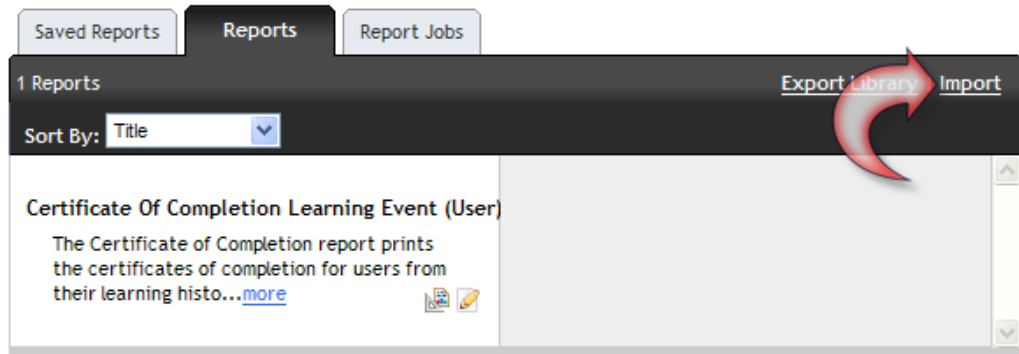 Saved Reports Reports Report Jobs
1 Reports Export Library Import
Sort By: Title
Certificate Of Completion Learning Event (User)
The Certificate of Completion report prints
the certificates of completion for users from
their learning histo...more